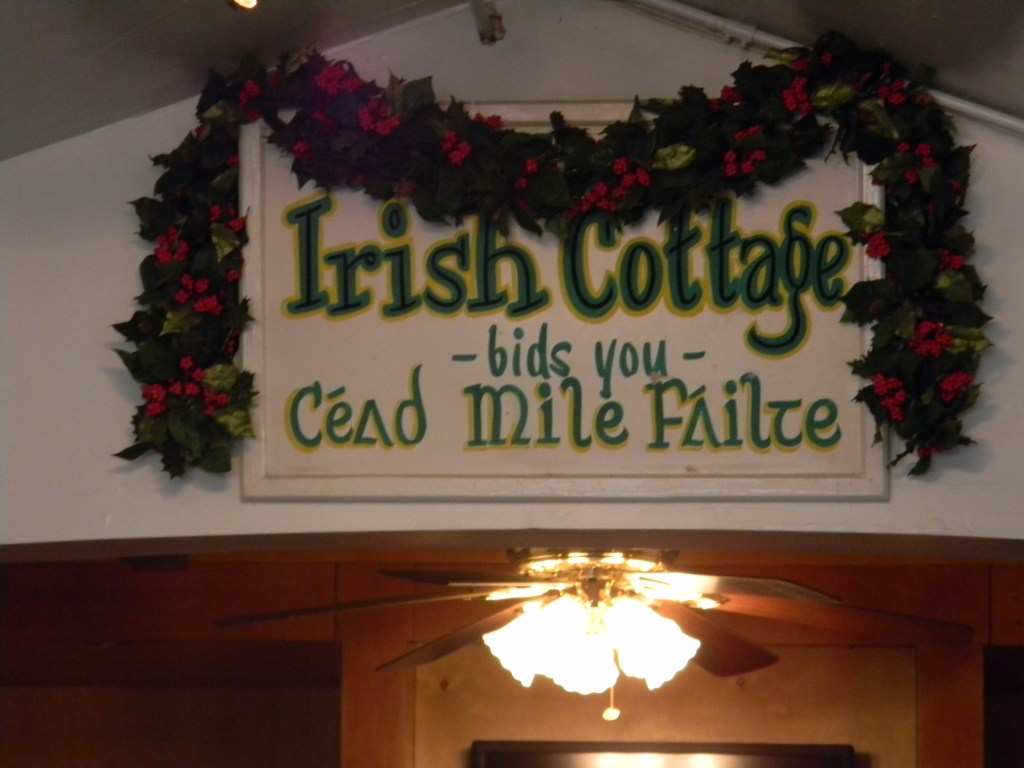 Irish Cottage
- bids you -
Céad Míle Fáilte